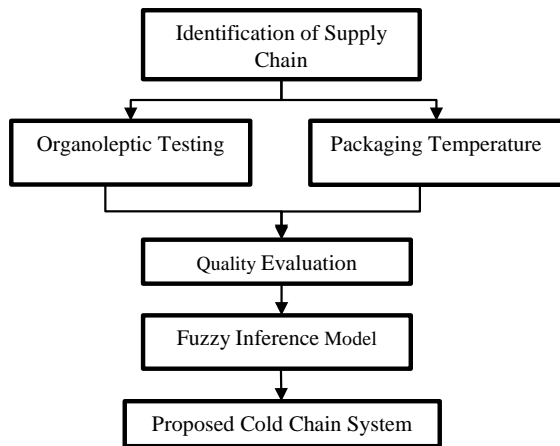 Identification of Supply
Chain
Organoleptic Testing
Packaging Temperature
Quality Evaluation
Fuzzy Inference Model
Proposed Cold Chain System